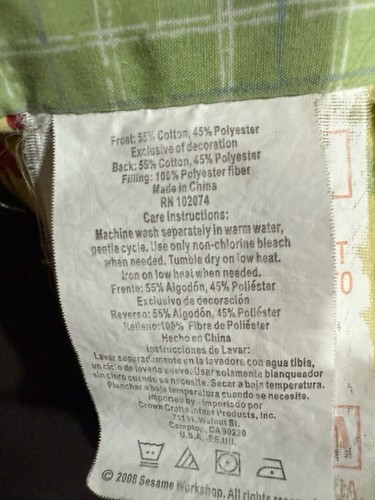 Front: 55% Cotton, 45% Polyester
Exclusive of decoration
Back: 55% Cotton, 45% Polyester
Filling: 100% Polyester fiber
Made in China
RN 102074
Care Instructions:
Machine wash separately in warm water,
gentle cycle. Use only non-chlorine bleach
when needed. Tumble dry on low heat.
Iron on low heat when needed.
Frente: 55% Algodón, 45% Poliéster
Exclusivo de decoración
Reverso: 55% Algodón, 45% Poliéster
Relleno: 100% Fibra de Poliéster
Hecho en China
Instrucciones de Lavar:
Lavar separadamente en la lavadora con agua tibia,
un ciclo de lavado suave. Usar solamente blanqueador
sin cloro cuando se necesite. Secar a baja temperatura.
Planchar a baja temperatura cuando se necesite.
Imported by - Importado por
Crown Crafts Infant Products, Inc.
711 W. Walnut St.
Compton, CA 90220
U.S.A. - EE.UU.
© 2008 Sesame Workshop. All rights
T
O